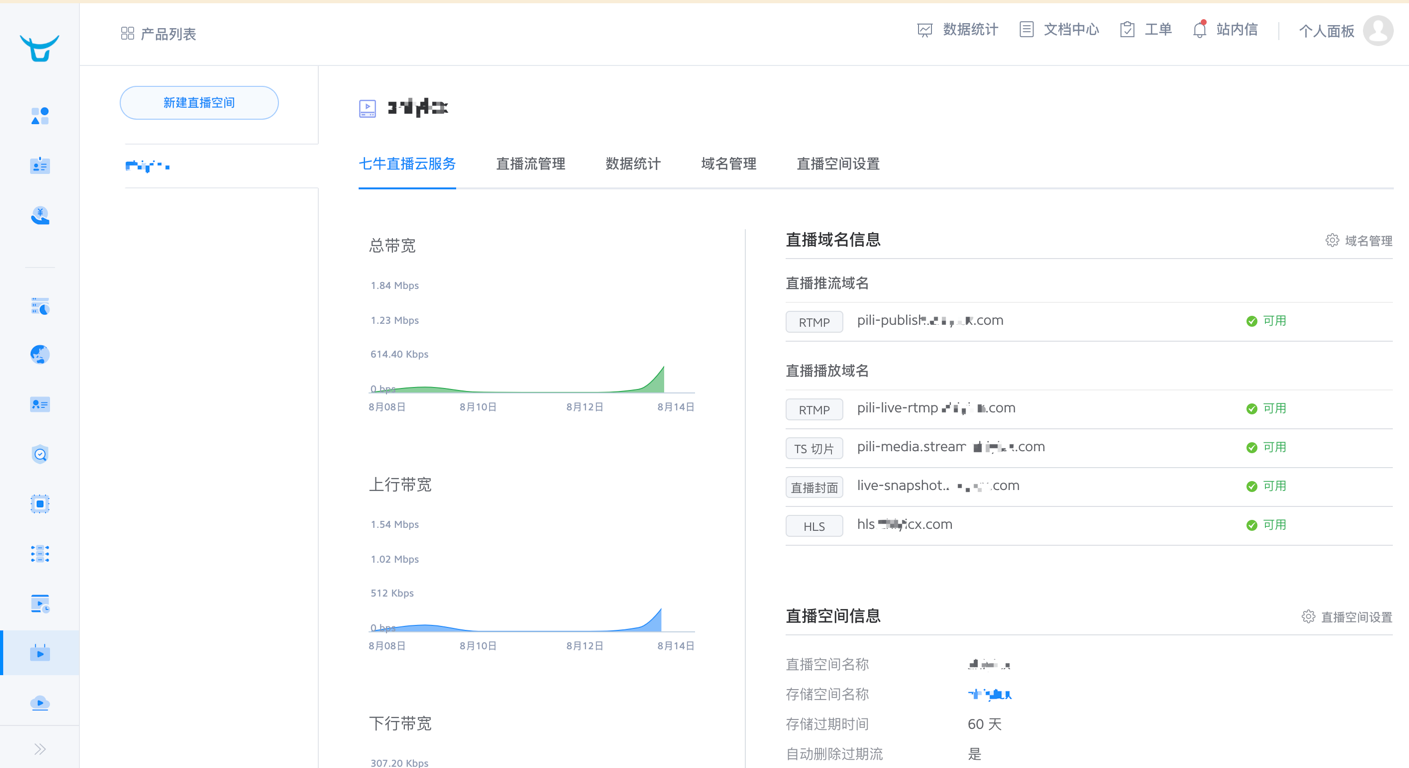 产品列表
数据统计 文档中心 工单 站内信 个人面板
新建直播空间
七牛直播云服务 直播流管理 数据统计 域名管理 直播空间设置
总带宽
1.84 Mbps
1.23 Mbps
614.40 Kbps
0 bps
8月08日 8月10日 8月12日 8月14日
上行带宽
1.54 Mbps
1.02 Mbps
512 Kbps
0 bps
8月08日 8月10日 8月12日 8月14日
下行带宽
307.20 Kbps
直播域名信息 域名管理
直播推流域名
RTMP pili-publish .com 可用
直播播放域名
RTMP pili-live-rtmp .com 可用
TS 切片 pili-media.stream .com 可用
直播封面 live-snapshot. .com 可用
HLS hls cx.com 可用
直播空间信息 直播空间设置
直播空间名称
存储空间名称
存储过期时间 60 天
自动删除过期流 是